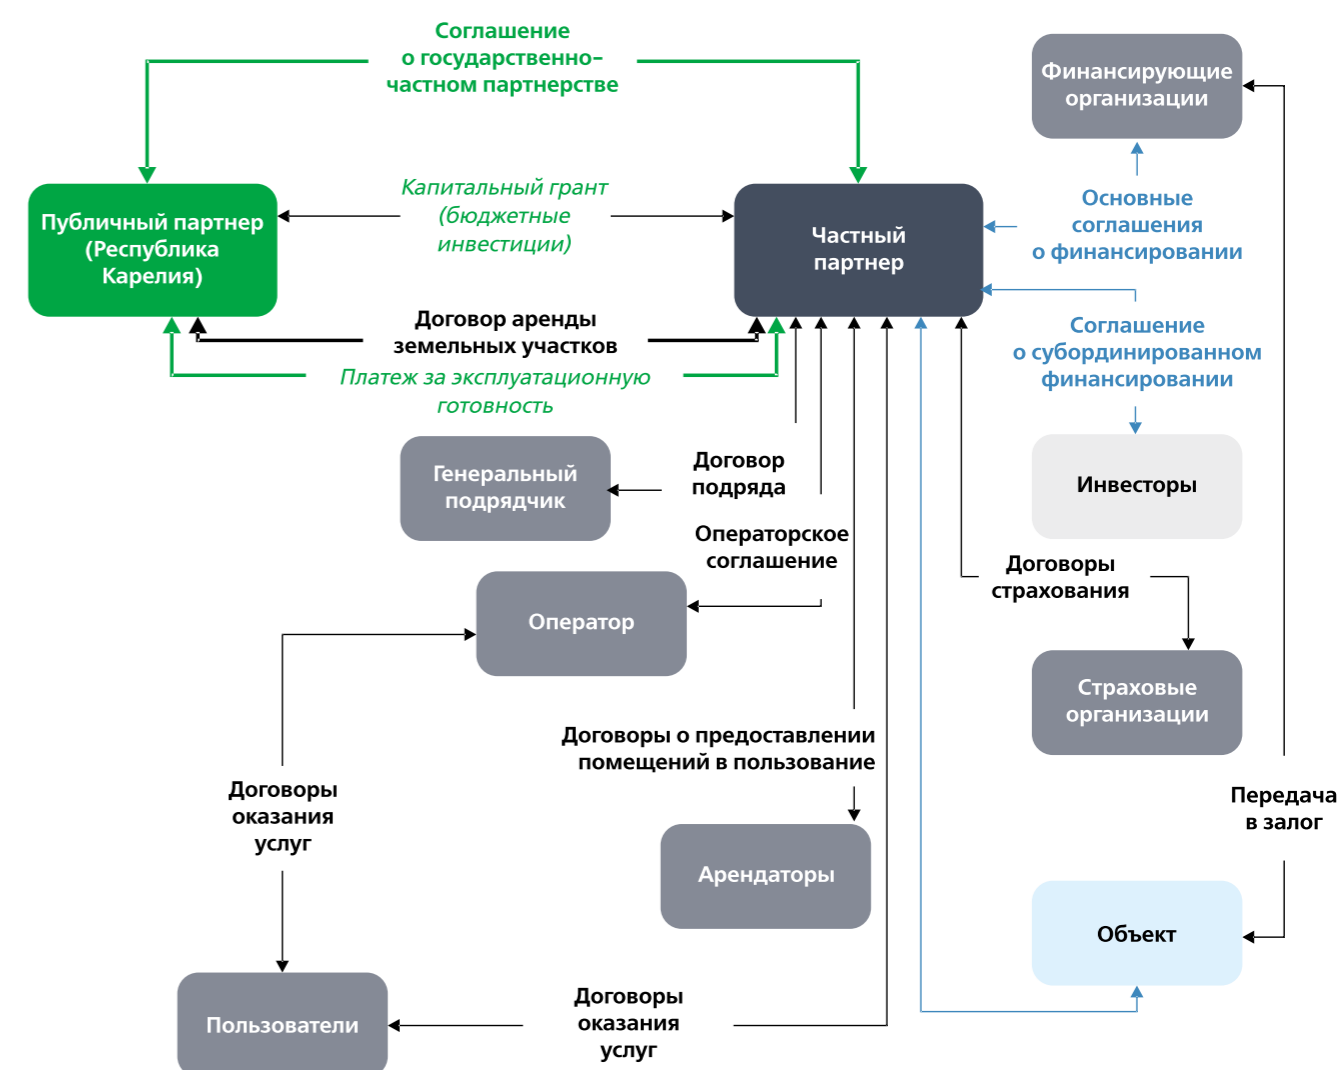 Соглашение
о государственно-
частном партнерстве
Финансирующие
организации
Публичный партнер
(Республика
Карелия)
Капитальный грант
(бюджетные
инвестиции)
Частный
партнер
Основные
соглашения
о финансировании
Договор аренды
земельных участков
Платеж за эксплуатационную
готовность
Соглашение
о субординированном
финансировании
Генеральный
подрядчик
Договор
подряда
Инвесторы
Операторское
соглашение
Договоры
страхования
Оператор
Страховые
организации
Договоры о предоставлении
помещений в пользование
Договоры
оказания
услуг
Передача
в залог
Арендаторы
Объект
Пользователи
Договоры
оказания
услуг